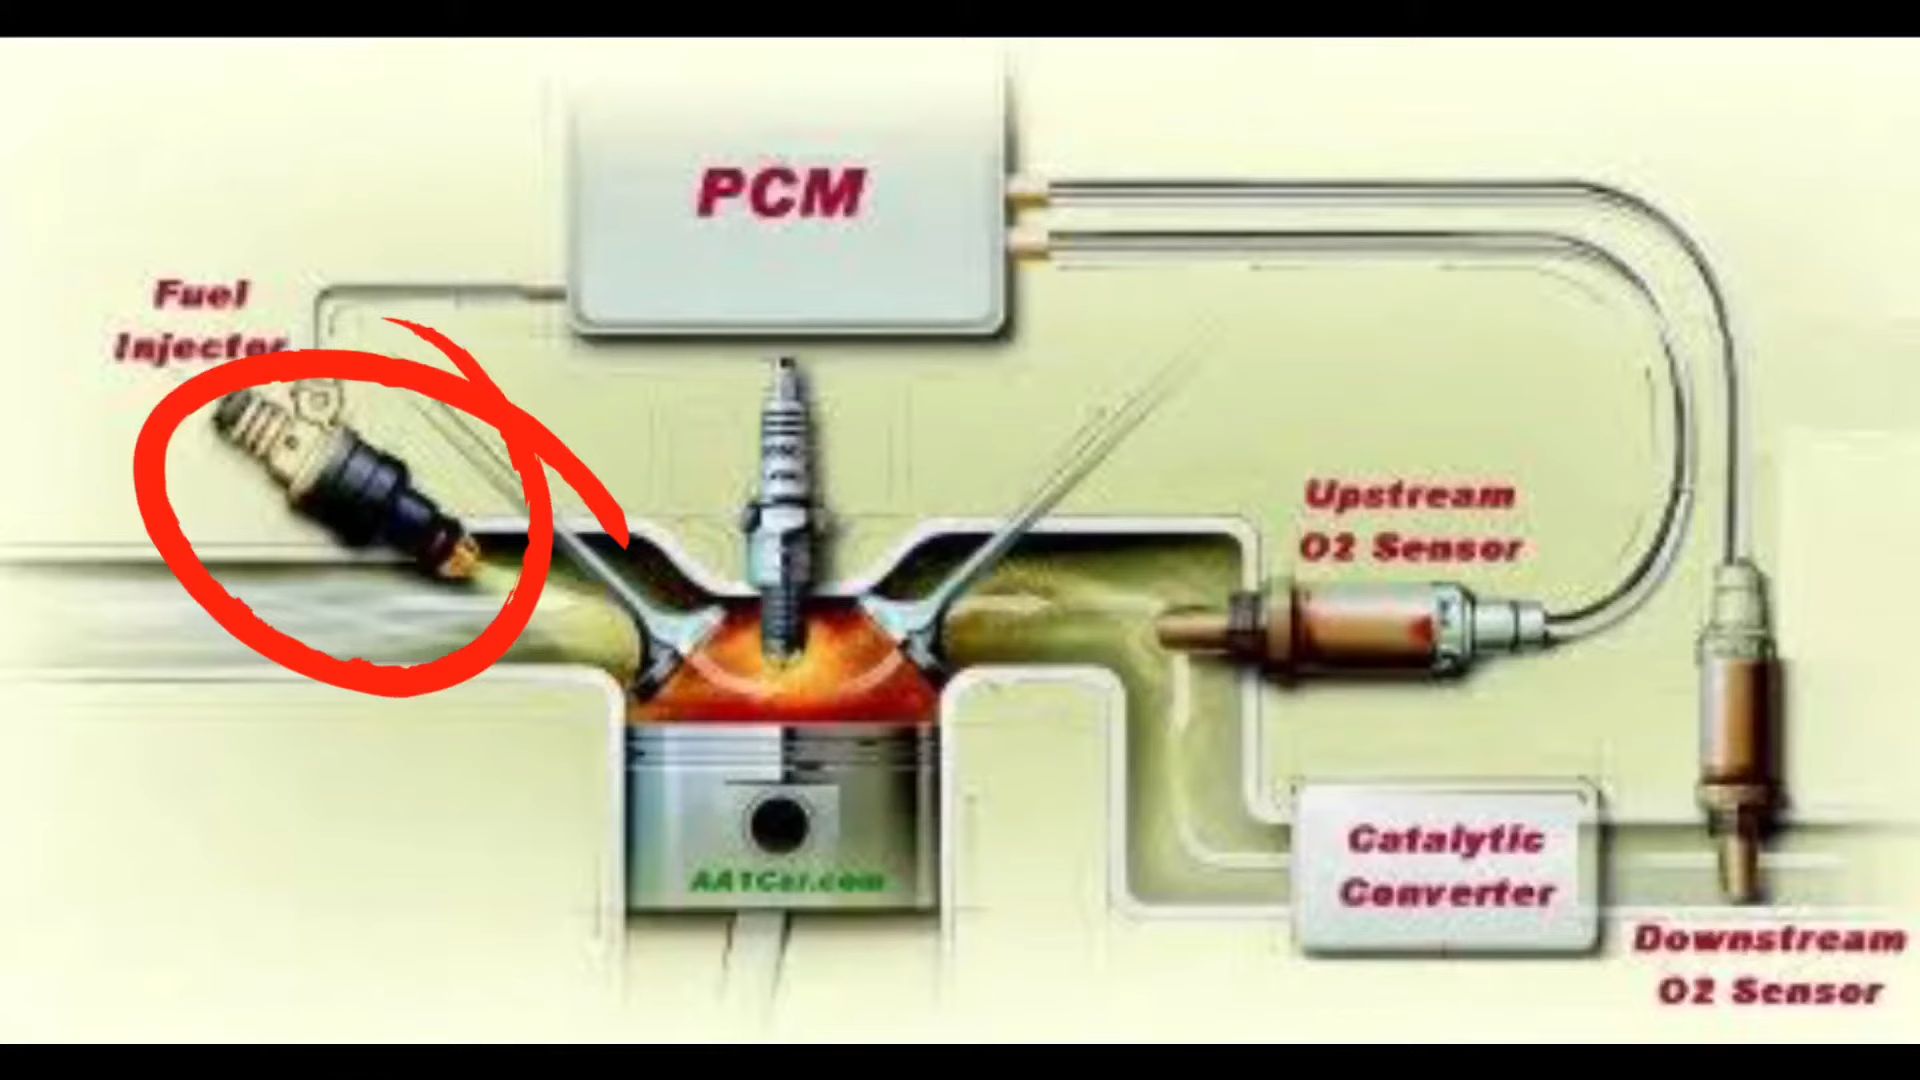 PCM
Fuel
Injector
Upstream
O2 Sensor
Catalytic
Converter
AA1Car.com
Downstream
O2 Sensor